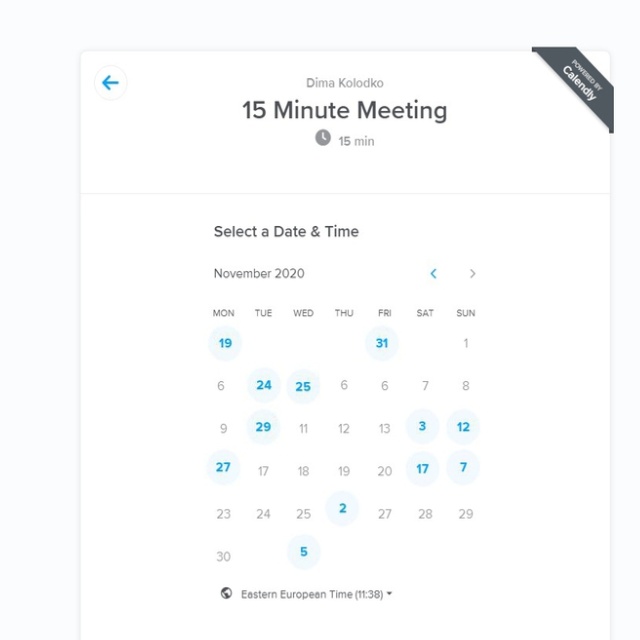 POWERED BY
Calendly
Dima Kolodko
15 Minute Meeting
15 min
Select a Date & Time
November 2020
MON TUE WED THU FRI SAT SUN
19 31 1
6 24 25 6 6 7 8
9 29 11 12 13 3 12
27 17 18 19 20 17 7
23 24 25 2 27 28 29
30 5
Eastern European Time (11:38)